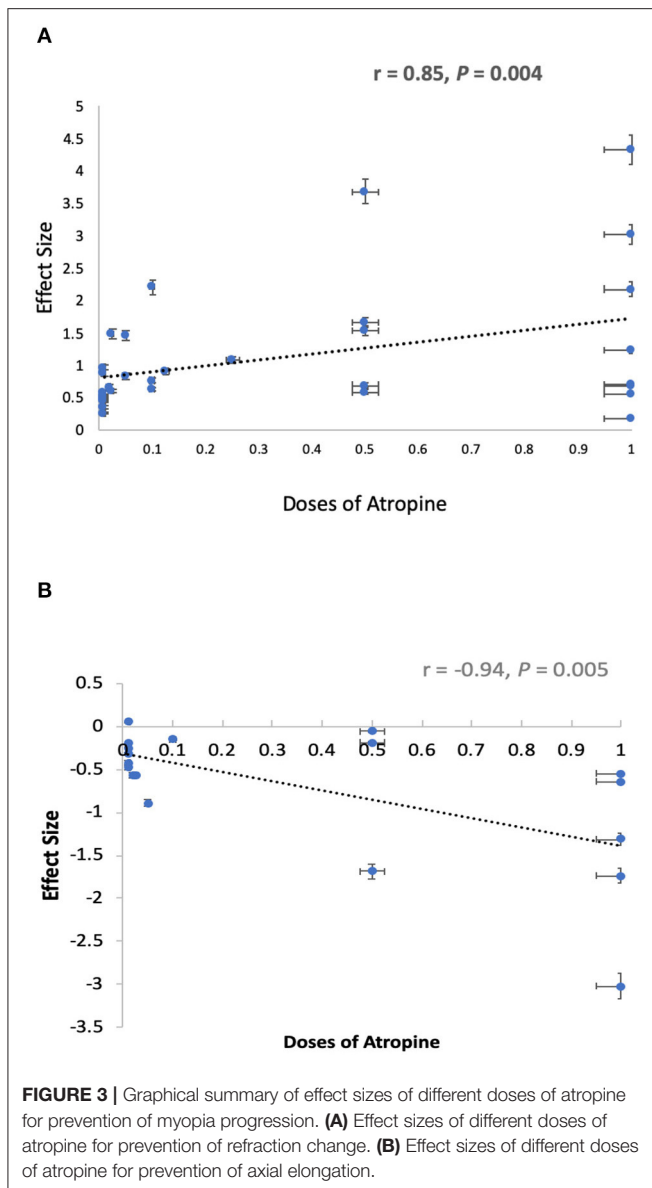 A
r = 0.85, P = 0.004
5
4.5
4
3.5
3
2.5
2
1.5
1
0.5
0
Effect Size
0 0.1 0.2 0.3 0.4 0.5 0.6 0.7 0.8 0.9 1
Doses of Atropine
B
r = -0.94, P = 0.005
0.5
0
-0.5
-1
-1.5
-2
-2.5
-3
-3.5
Effect Size
0 0.1 0.2 0.3 0.4 0.5 0.6 0.7 0.8 0.9 1
Doses of Atropine
FIGURE 3 | Graphical summary of effect sizes of different doses of atropine
for prevention of myopia progression. (A) Effect sizes of different doses of
atropine for prevention of refraction change. (B) Effect sizes of different doses
of atropine for prevention of axial elongation.